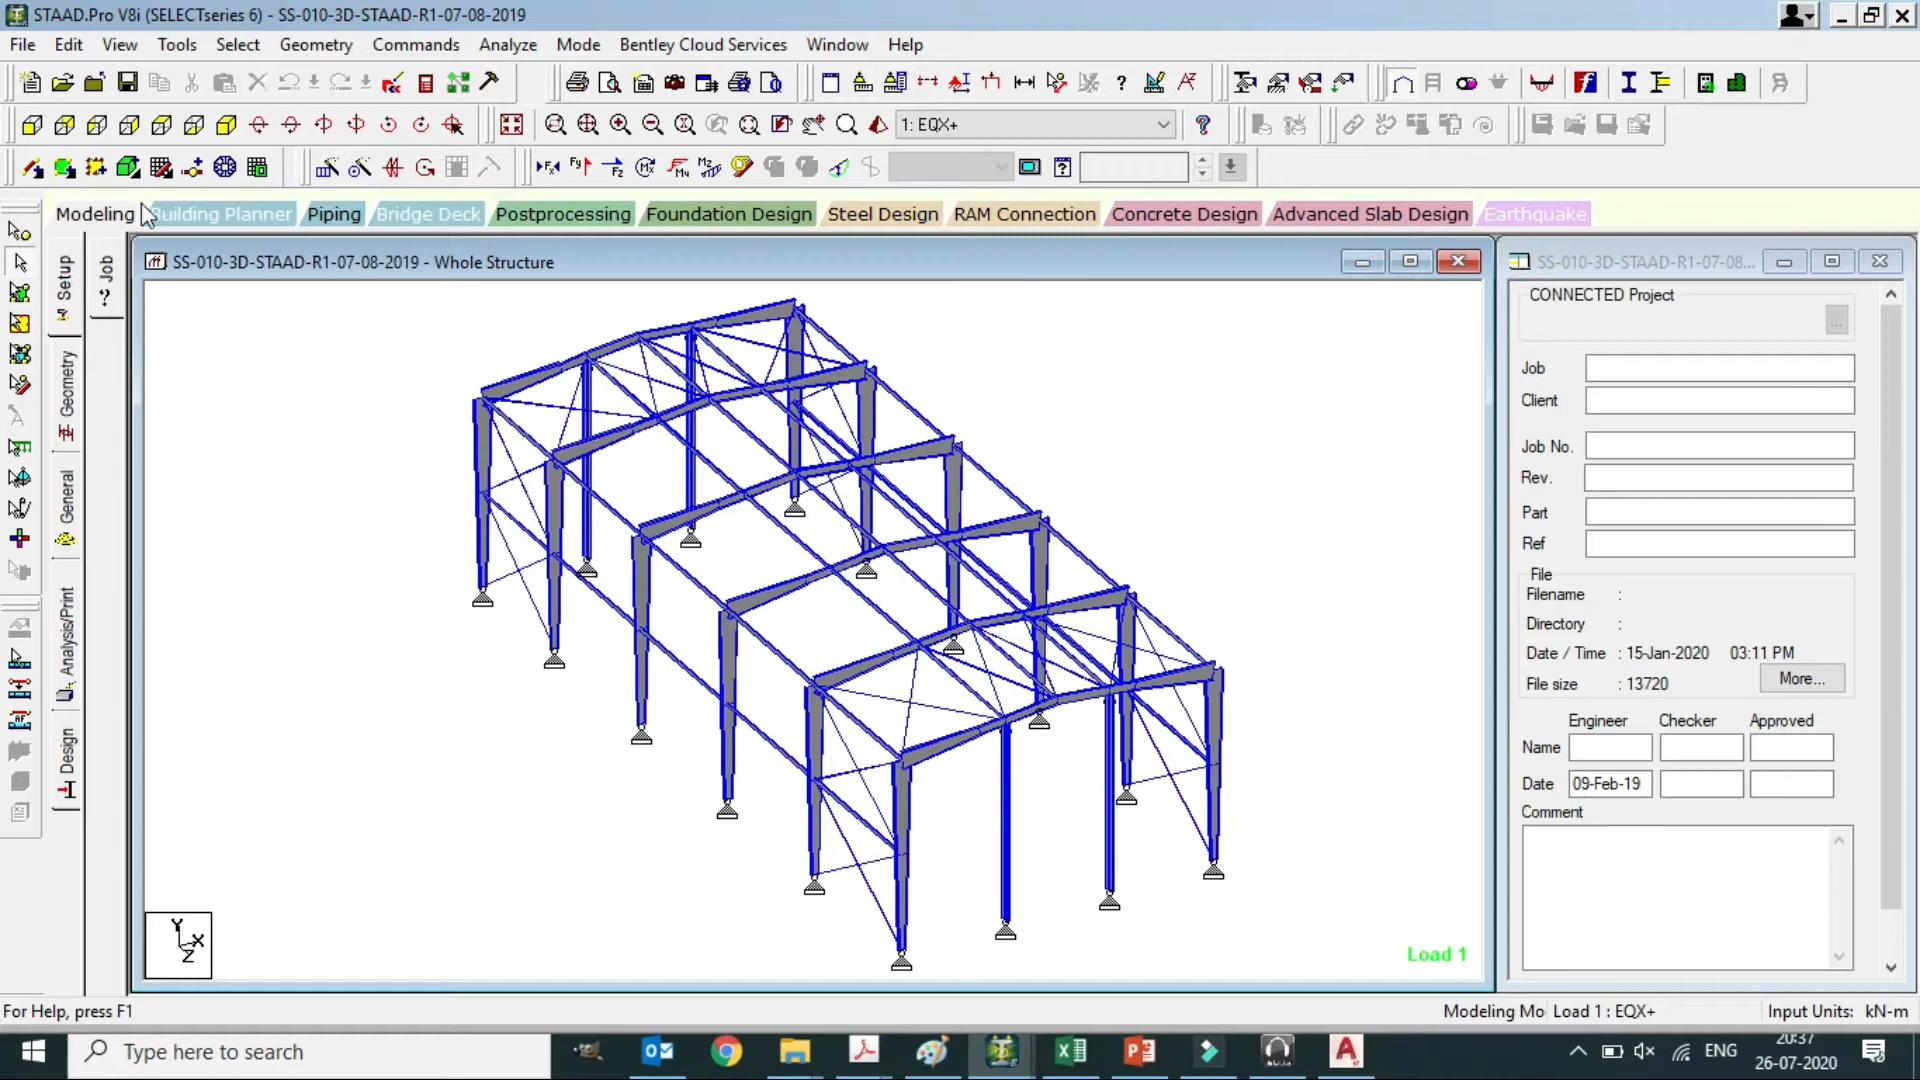 STAAD.Pro V8i (SELECTseries 6) - SS-010-3D-STAAD-R1-07-08-2019
File Edit View Tools Select Geometry Commands Analyze Mode Bentley Cloud Services Window Help
1: EQX+
Modeling Building Planner Piping Bridge Deck Postprocessing Foundation Design Steel Design RAM Connection Concrete Design Advanced Slab Design Earthquake
Setup
Geometry
General
Analysis/Print
Design
Job
SS-010-3D-STAAD-R1-07-08-2019 - Whole Structure
Y
X
Z
Load 1
SS-010-3D-STAAD-R1-07-08...
CONNECTED Project
...
Job
Client
Job No.
Rev.
Part
Ref
File
Filename :
Directory :
Date / Time : 15-Jan-2020 03:11 PM
File size : 13720
More...
Engineer Checker Approved
Name
Date 09-Feb-19
Comment
For Help, press F1
Modeling Mo Load 1 : EQX+ Input Units: kN-m
Type here to search
ENG
20:37
26-07-2020